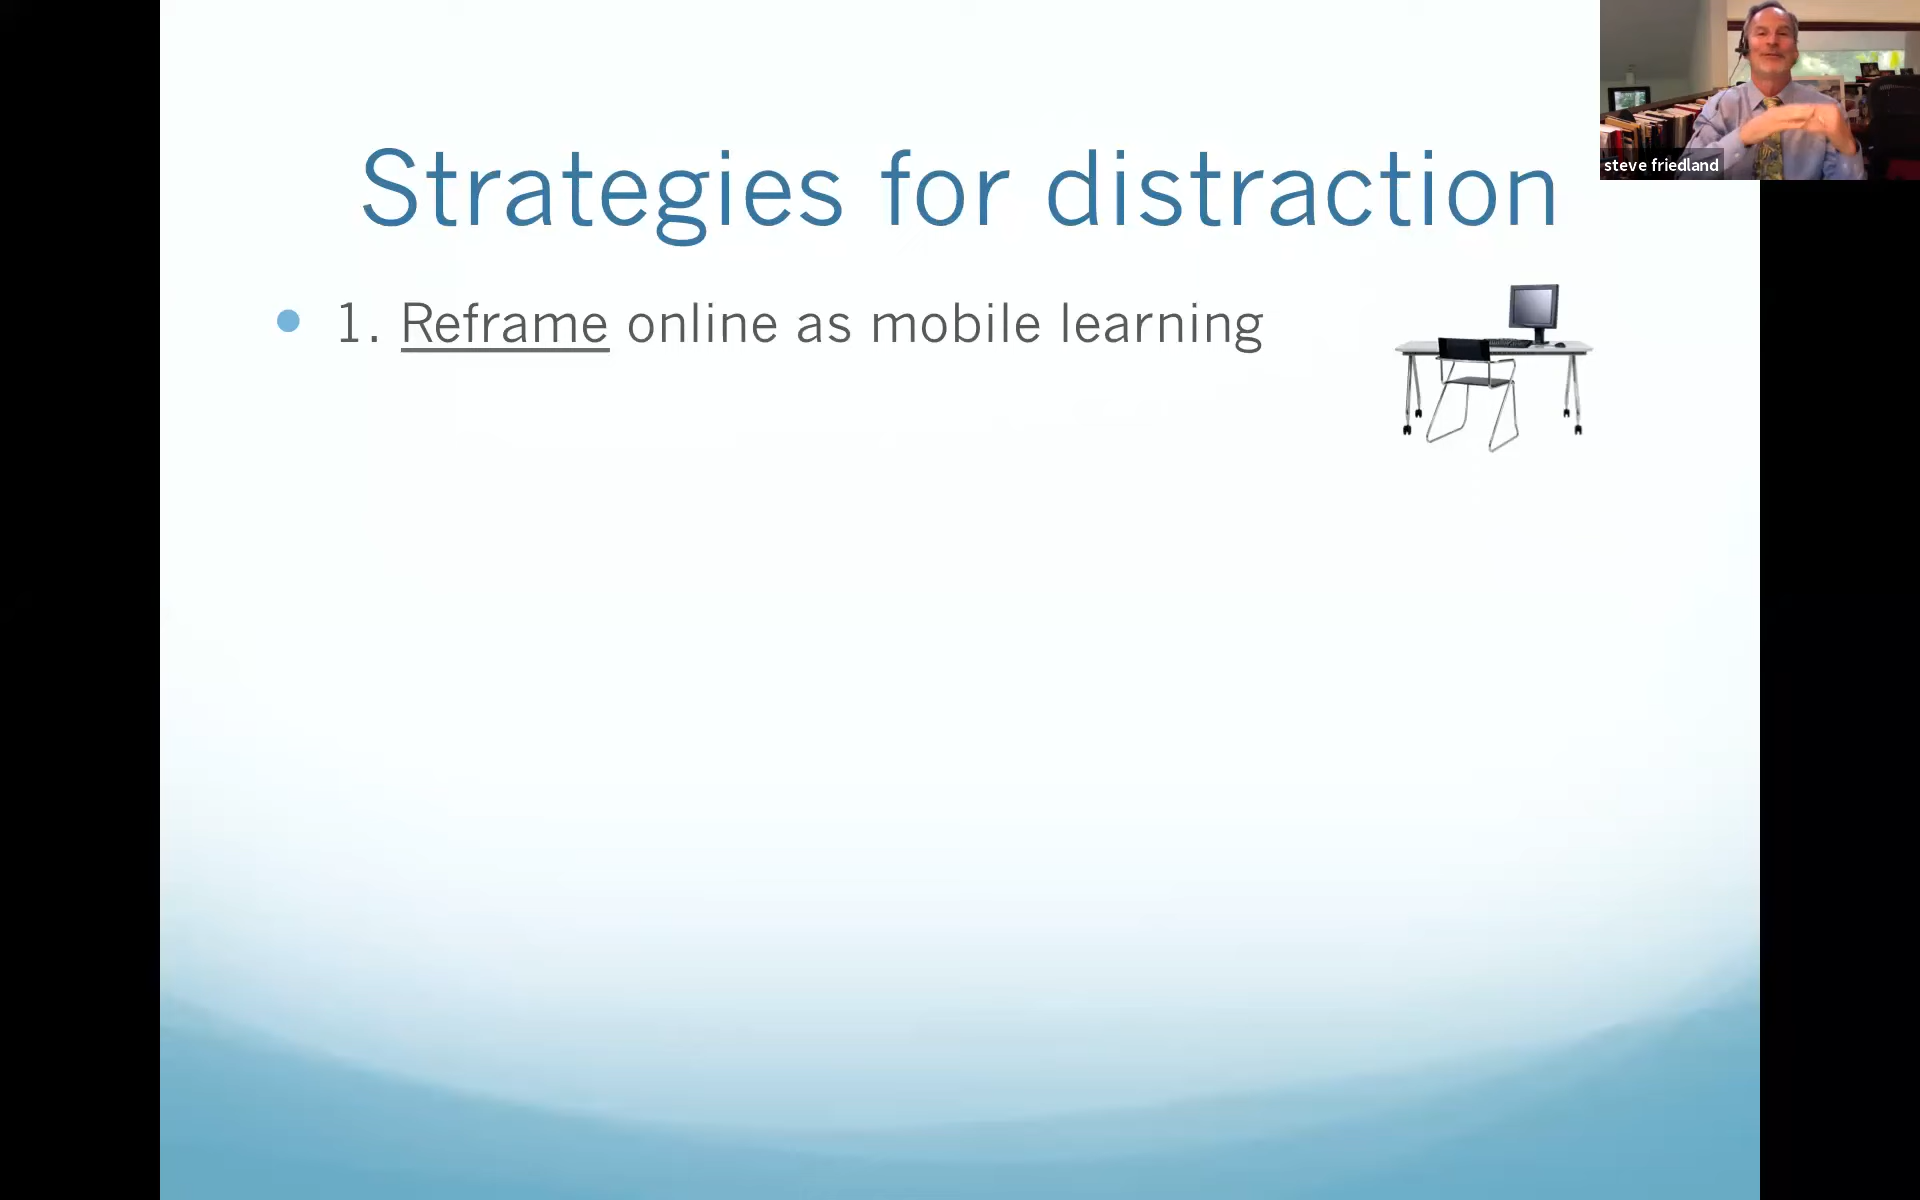 Strategies for distraction
1. Reframe online as mobile learning
steve friedland